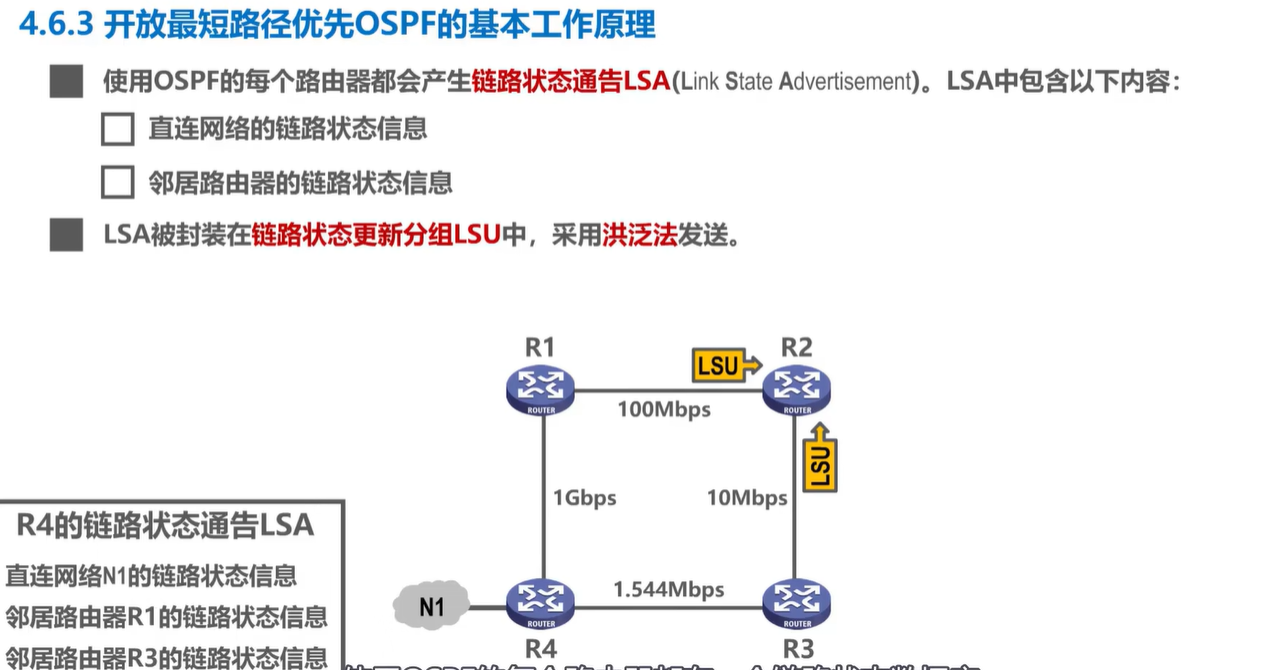 4.6.3 开放最短路径优先OSPF的基本工作原理
使用OSPF的每个路由器都会产生链路状态通告LSA(Link State Advertisement)。LSA中包含以下内容：
直连网络的链路状态信息
邻居路由器的链路状态信息
LSA被封装在链路状态更新分组LSU中，采用洪泛法发送。
R1
R2
LSU
ROUTER
ROUTER
100Mbps
LSU
1Gbps
10Mbps
R4的链路状态通告LSA
直连网络N1的链路状态信息
邻居路由器R1的链路状态信息
邻居路由器R3的链路状态信息
N1
1.544Mbps
ROUTER
ROUTER
R4
R3